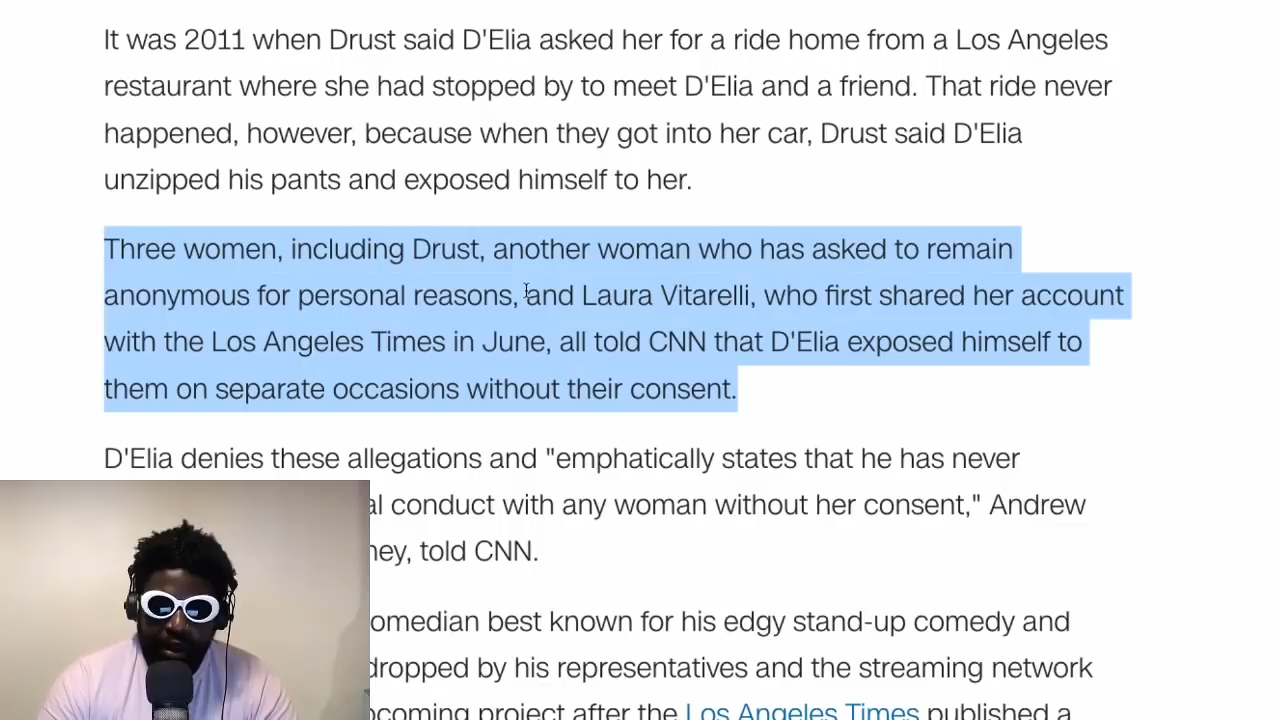 It was 2011 when Drust said D'Elia asked her for a ride home from a Los Angeles
restaurant where she had stopped by to meet D'Elia and a friend. That ride never
happened, however, because when they got into her car, Drust said D'Elia
unzipped his pants and exposed himself to her.
Three women, including Drust, another woman who has asked to remain
anonymous for personal reasons, and Laura Vitarelli, who first shared her account
with the Los Angeles Times in June, all told CNN that D'Elia exposed himself to
them on separate occasions without their consent.
D'Elia denies these allegations and "emphatically states that he has never
conduct with any woman without her consent," Andrew
told CNN.
best known for his edgy stand-up comedy and
dropped by his representatives and the streaming network
project after the Los Angeles Times published a